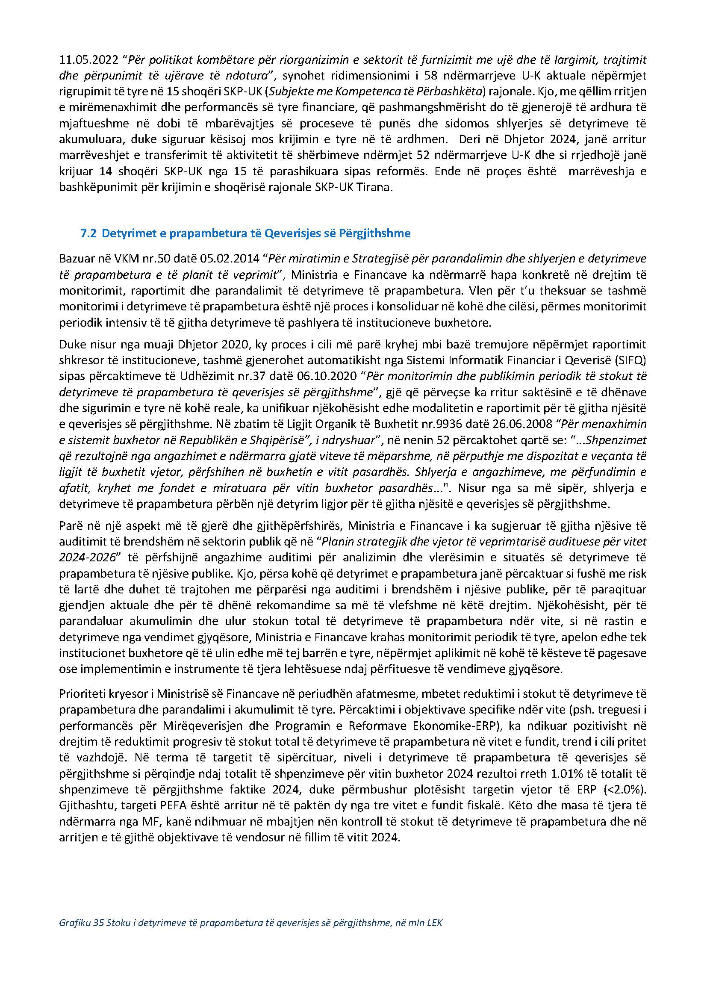 11.05.2022 “Për politikat kombëtare për riorganizimin e sektorit të furnizimit me ujë dhe të largimit, trajtimit
dhe përpunimit të ujërave të ndotura”, synohet ridimensionimi i 58 ndërmarrjeve U-K aktuale nëpërmjet
rigrupimit të tyre në 15 shoqëri SKP-UK (Subjekte me Kompetenca të Përbashkëta) rajonale. Kjo, me qëllim rritjen
e mirëmenaxhimit dhe performancës së tyre financiare, që pashmangshmërisht do të gjenerojë të ardhura të
mjaftueshme në dobi të mbarëvajtjes së proceseve të punës dhe sidomos shlyerjes së detyrimeve të
akumuluara, duke siguruar kësisoj mos krijimin e tyre në të ardhmen. Deri në Dhjetor 2024, janë arritur
marrëveshjet e transferimit të aktivitetit të shërbimeve ndërmjet 52 ndërmarrjeve U-K dhe si rrjedhojë janë
krijuar 14 shoqëri SKP-UK nga 15 të parashikuara sipas reformës. Ende në proçes është marrëveshja e
bashkëpunimit për krijimin e shoqërisë rajonale SKP-UK Tirana.
7.2 Detyrimet e prapambetura të Qeverisjes së Përgjithshme
Bazuar në VKM nr.50 datë 05.02.2014 “Për miratimin e Strategjisë për parandalimin dhe shlyerjen e detyrimeve
të prapambetura e të planit të veprimit”, Ministria e Financave ka ndërmarrë hapa konkretë në drejtim të
monitorimit, raportimit dhe parandalimit të detyrimeve të prapambetura. Vlen për t’u theksuar se tashmë
monitorimi i detyrimeve të prapambetura është një proces i konsoliduar në kohë dhe cilësi, përmes monitorimit
periodik intensiv të të gjitha detyrimeve të pashlyera të institucioneve buxhetore.
Duke nisur nga muaji Dhjetor 2020, ky proces i cili më parë kryhej mbi bazë tremujore nëpërmjet raportimit
shkresor të institucioneve, tashmë gjenerohet automatikisht nga Sistemi Informatik Financiar i Qeverisë (SIFQ)
sipas përcaktimeve të Udhëzimit nr.37 datë 06.10.2020 “Për monitorimin dhe publikimin periodik të stokut të
detyrimeve të prapambetura të qeverisjes së përgjithshme”, gjë që përveçse ka rritur saktësinë e të dhënave
dhe sigurimin e tyre në kohë reale, ka unifikuar njëkohësisht edhe modalitetin e raportimit për të gjitha njësitë
e qeverisjes së përgjithshme. Në zbatim të Ligjit Organik të Buxhetit nr.9936 datë 26.06.2008 “Për menaxhimin
e sistemit buxhetor në Republikën e Shqipërisë”, i ndryshuar”, në nenin 52 përcaktohet qartë se: “...Shpenzimet
që rezultojnë nga angazhimet e ndërmarra gjatë viteve të mëparshme, në përputhje me dispozitat e veçanta të
ligjit të buxhetit vjetor, përfshihen në buxhetin e vitit pasardhës. Shlyerja e angazhimeve, me përfundimin e
afatit, kryhet me fondet e miratuara për vitin buxhetor pasardhës...". Nisur nga sa më sipër, shlyerja e
detyrimeve të prapambetura përbën një detyrim ligjor për të gjitha njësitë e qeverisjes së përgjithshme.
Parë në një aspekt më të gjerë dhe gjithëpërfshirës, Ministria e Financave i ka sugjeruar të gjitha njësive të
auditimit të brendshëm në sektorin publik që në “Planin strategjik dhe vjetor të veprimtarisë audituese për vitet
2024-2026” të përfshijnë angazhime auditimi për analizimin dhe vlerësimin e situatës së detyrimeve të
prapambetura të njësive publike. Kjo, përsa kohë që detyrimet e prapambetura janë përcaktuar si fushë me risk
të lartë dhe duhet të trajtohen me përparësi nga auditimi i brendshëm i njësive publike, për të paraqituar
gjendjen aktuale dhe për të dhënë rekomandime sa më të vlefshme në këtë drejtim. Njëkohësisht, për të
parandaluar akumulimin dhe ulur stokun total të detyrimeve të prapambetura ndër vite, si në rastin e
detyrimeve nga vendimet gjyqësore, Ministria e Financave krahas monitorimit periodik të tyre, apelon edhe tek
institucionet buxhetore që të ulin edhe më tej barrën e tyre, nëpërmjet aplikimit në kohë të kësteve të pagesave
ose implementimin e instrumente të tjera lehtësuese ndaj përfituesve të vendimeve gjyqësore.
Prioriteti kryesor i Ministrisë së Financave në periudhën afatmesme, mbetet reduktimi i stokut të detyrimeve të
prapambetura dhe parandalimi i akumulimit të tyre. Përcaktimi i objektivave specifike ndër vite (psh. treguesi i
performancës për Mirëqeverisjen dhe Programin e Reformave Ekonomike-ERP), ka ndikuar pozitivisht në
drejtim të reduktimit progresiv të stokut total të detyrimeve të prapambetura në vitet e fundit, trend i cili pritet
të vazhdojë. Në terma të targetit të sipërcituar, niveli i detyrimeve të prapambetura të qeverisjes së
përgjithshme si përqindje ndaj totalit të shpenzimeve për vitin buxhetor 2024 rezultoi rreth 1.01% të totalit të
shpenzimeve të përgjithshme faktike 2024, duke përmbushur plotësisht targetin vjetor të ERP (<2.0%).
Gjithashtu, targeti PEFA është arritur në të paktën dy nga tre vitet e fundit fiskalë. Këto dhe masa të tjera të
ndërmarra nga MF, kanë ndihmuar në mbajtjen nën kontroll të stokut të detyrimeve të prapambetura dhe në
arritjen e të gjithë objektivave të vendosur në fillim të vitit 2024.
Grafiku 35 Stoku i detyrimeve të prapambetura të qeverisjes së përgjithshme, në mln LEK